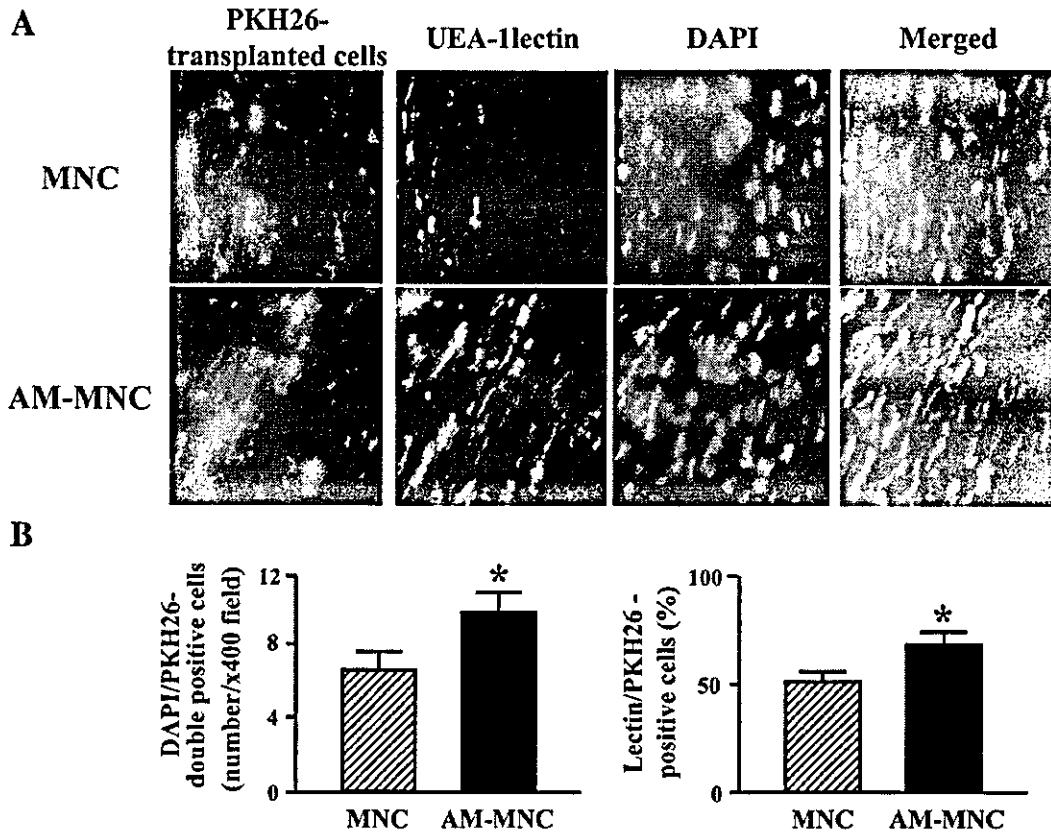 A
PKH26-
transplanted cells
UEA-1lectin
DAPI
Merged
MNC
AM-MNC
B
DAPI/PKH26-
double positive cells
(number/x400 field)
12
8
4
0
*
MNC
AM-MNC
Lectin/PKH26 -
positive cells (%)
100
50
0
*
MNC
AM-MNC